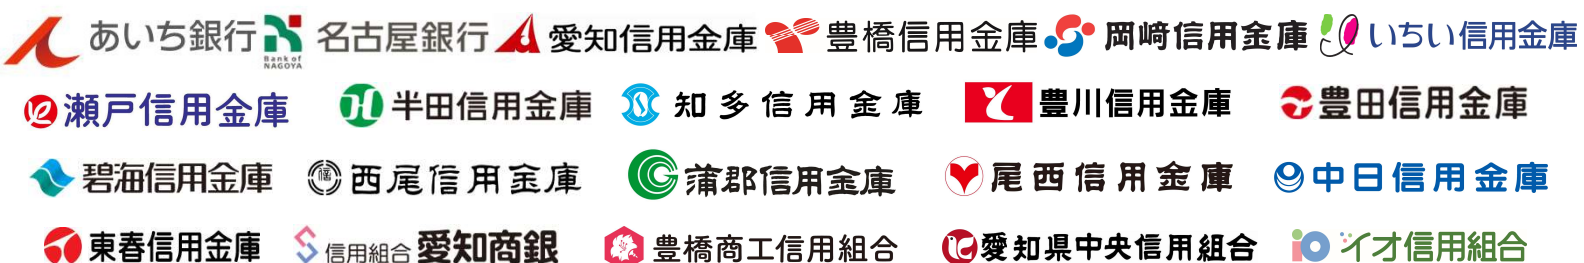 あいち銀行 Bank of NAGOYA 名古屋銀行 愛知信用金庫 豊橋信用金庫 岡崎信用金庫 いちい信用金庫
瀬戸信用金庫 半田信用金庫 知多信用金庫 豊川信用金庫 豊田信用金庫
碧海信用金庫 信 西尾信用金庫 蒲郡信用金庫 尾西信用金庫 中日信用金庫
東春信用金庫 信用組合愛知商銀 豊橋商工信用組合 愛知県中央信用組合 io イオ信用組合